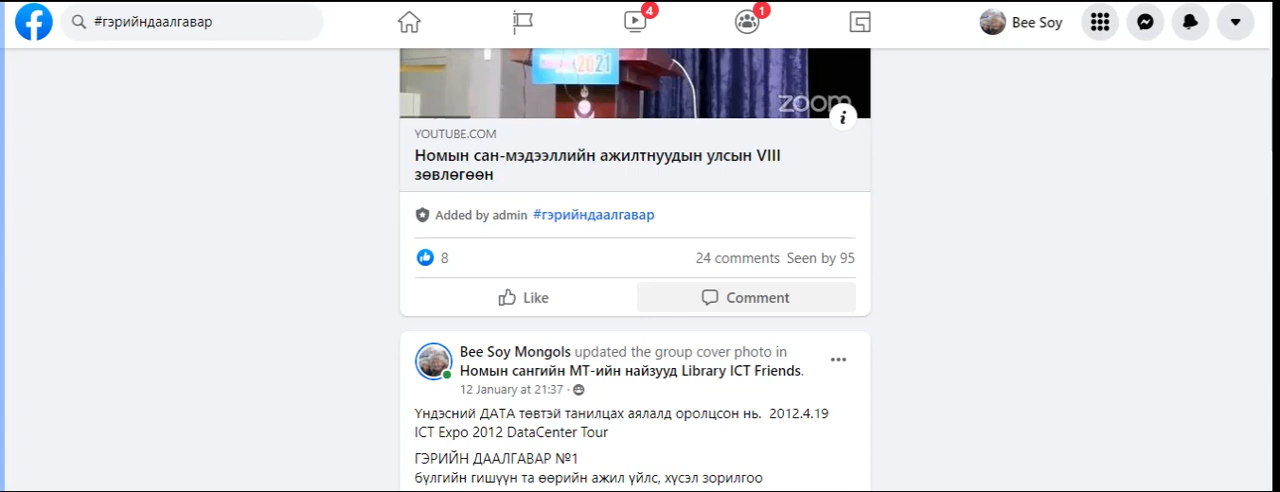 #гэрийндаалгавар
4
1
Bee Soy
2021
zoom
YOUTUBE.COM
Номын сан-мэдээллийн ажилтнуудын улсын VIII
зөвлөгөөн
Added by admin #гэрийндаалгавар
8
24 comments Seen by 95
Like
Comment
Bee Soy Mongols updated the group cover photo in
Номын сангийн МТ-ийн найзууд Library ICT Friends.
12 January at 21:37 ·
Үндэсний ДАТА төвтэй танилцах аялалд оролцсон нь. 2012.4.19
ICT Expo 2012 DataCenter Tour
ГЭРИЙН ДААЛГАВАР №1
бүлгийн гишүүн та өөрийн ажил үйлс, хүсэл зорилгоо